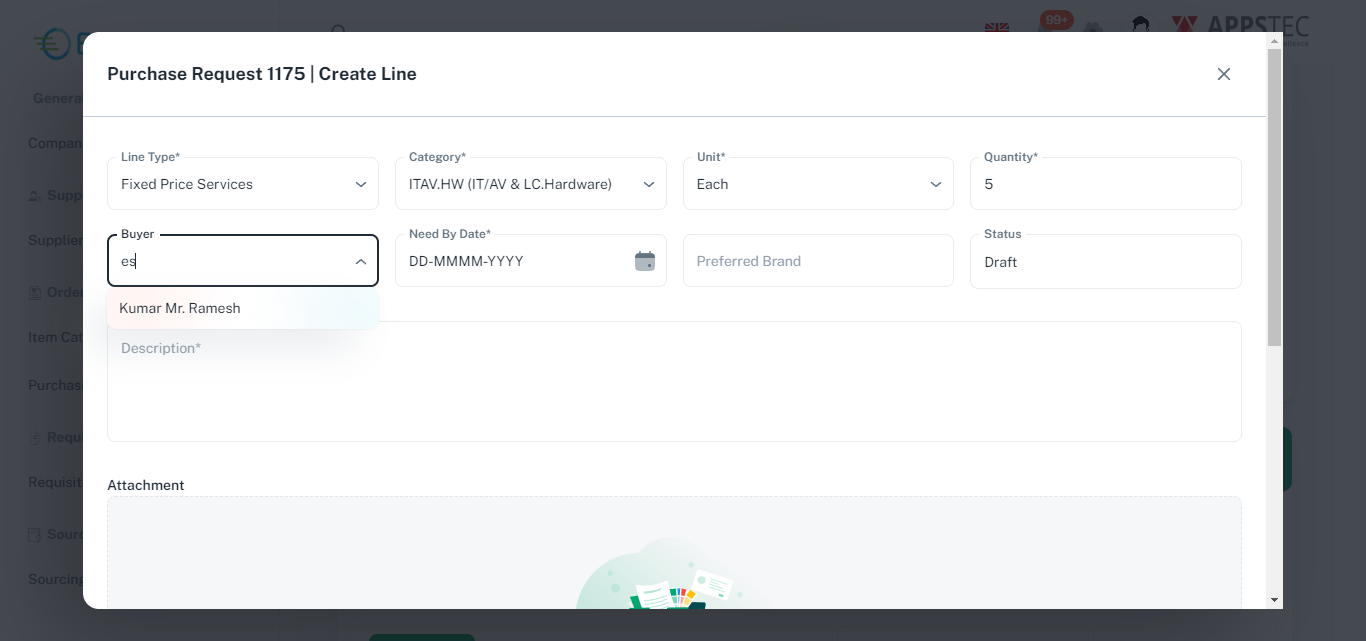 99+
APPSTEC
Purchase Request 1175 | Create Line
Genera
Compan
Supp
Supplier
Orde
Item Cat
Purchase
Requi
Requisit
Sourc
Sourcing
Line Type*
Fixed Price Services
Category*
ITAV.HW (IT/AV & LC.Hardware)
Unit*
Each
Quantity*
5
Buyer
es
Need By Date*
DD-MMMM-YYYY
Preferred Brand
Status
Draft
Kumar Mr. Ramesh
Description*
Attachment